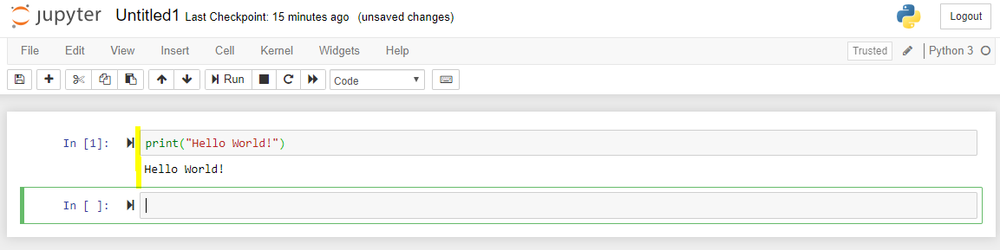 jupyter Untitled1 Last Checkpoint: 15 minutes ago (unsaved changes) Logout
File Edit View Insert Cell Kernel Widgets Help Trusted Python 3
Run Code
In [1]: print("Hello World!")
Hello World!
In [ ]: